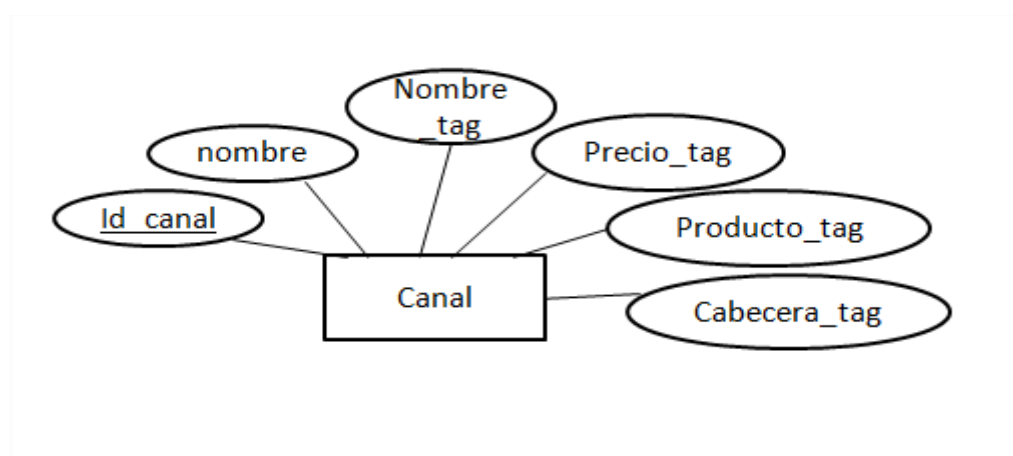 Nombre
_tag
nombre
Precio_tag
Id_canal
Producto_tag
Canal
Cabecera_tag